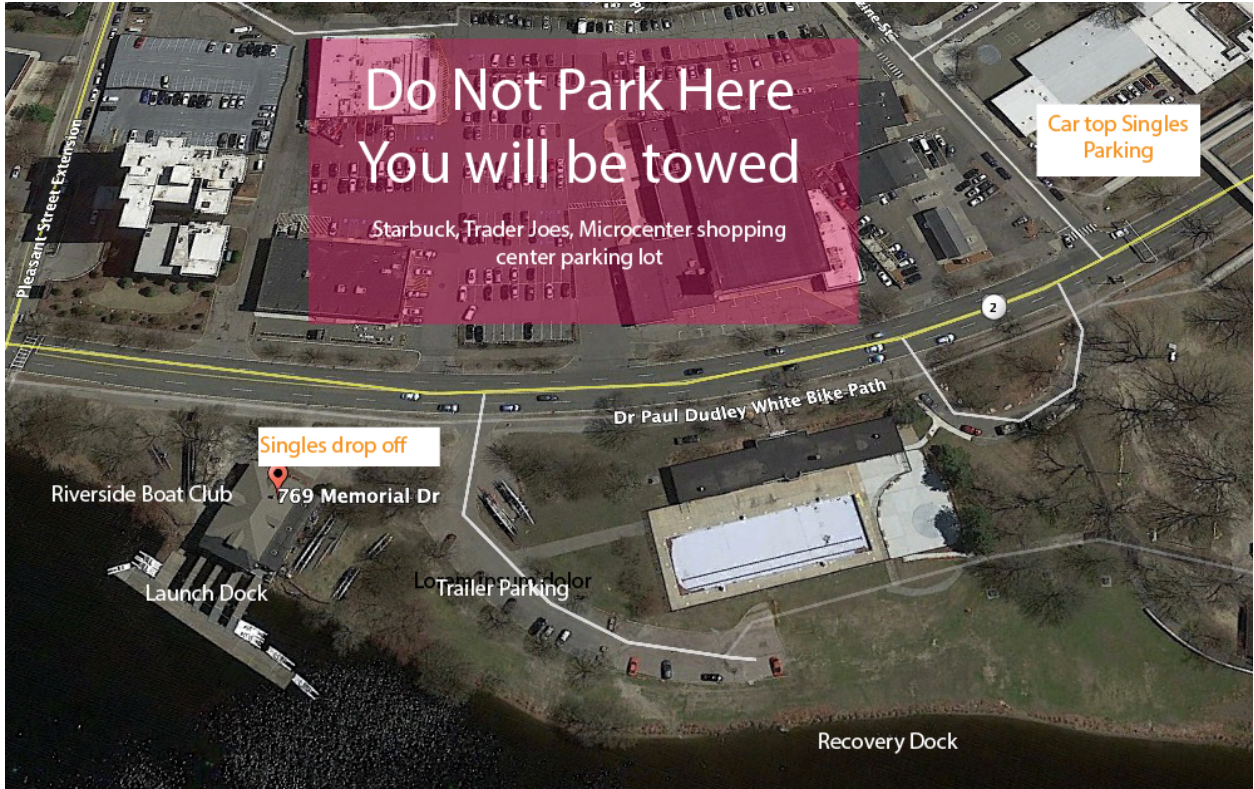 Do Not Park Here
You will be towed
Starbuck, Trader Joes, Microcenter shopping
center parking lot
Car top Singles
Parking
Pleasant Street Extension
2
Dr Paul Dudley White Bike Path
Singles drop off
Riverside Boat Club
769 Memorial Dr
Launch Dock
Trailer Parking
Recovery Dock